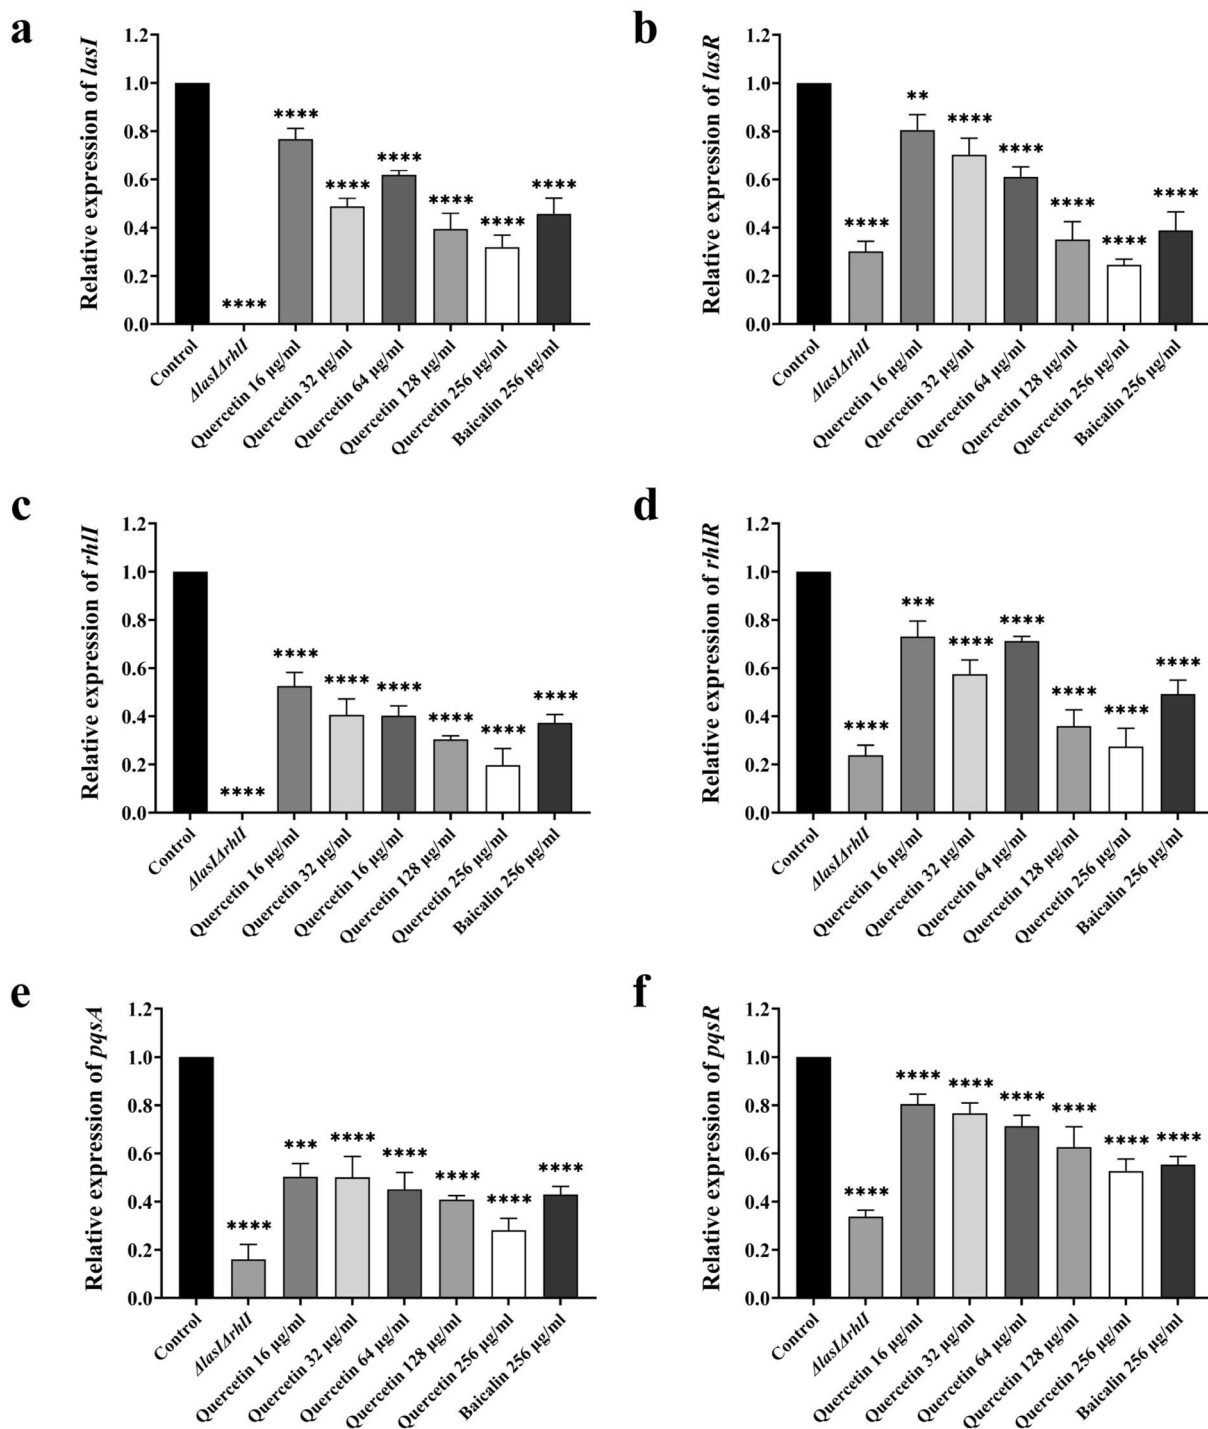 a
Relative expression of lasI
1.2
1.0
0.8
0.6
0.4
0.2
0.0
****
****
****
****
****
****
****
Control
ΔlasIΔrhlI
Quercetin 16 µg/ml
Quercetin 32 µg/ml
Quercetin 64 µg/ml
Quercetin 128 µg/ml
Quercetin 256 µg/ml
Baicalin 256 µg/ml
b
Relative expression of lasR
1.2
1.0
0.8
0.6
0.4
0.2
0.0
****
**
****
****
****
****
****
Control
ΔlasIΔrhlI
Quercetin 16 µg/ml
Quercetin 32 µg/ml
Quercetin 64 µg/ml
Quercetin 128 µg/ml
Quercetin 256 µg/ml
Baicalin 256 µg/ml
c
Relative expression of rhlI
1.2
1.0
0.8
0.6
0.4
0.2
0.0
****
****
****
****
****
****
****
Control
ΔlasIΔrhlI
Quercetin 16 µg/ml
Quercetin 32 µg/ml
Quercetin 16 µg/ml
Quercetin 128 µg/ml
Quercetin 256 µg/ml
Baicalin 256 µg/ml
d
Relative expression of rhlR
1.2
1.0
0.8
0.6
0.4
0.2
0.0
****
***
****
****
****
****
****
Control
ΔlasIΔrhlI
Quercetin 16 µg/ml
Quercetin 32 µg/ml
Quercetin 64 µg/ml
Quercetin 128 µg/ml
Quercetin 256 µg/ml
Baicalin 256 µg/ml
e
Relative expression of pqsA
1.2
1.0
0.8
0.6
0.4
0.2
0.0
****
***
****
****
****
****
****
Control
ΔlasIΔrhlI
Quercetin 16 µg/ml
Quercetin 32 µg/ml
Quercetin 64 µg/ml
Quercetin 128 µg/ml
Quercetin 256 µg/ml
Baicalin 256 µg/ml
f
Relative expression of pqsR
1.2
1.0
0.8
0.6
0.4
0.2
0.0
****
****
****
****
****
****
****
Control
ΔlasIΔrhlI
Quercetin 16 µg/ml
Quercetin 32 µg/ml
Quercetin 64 µg/ml
Quercetin 128 µg/ml
Quercetin 256 µg/ml
Baicalin 256 µg/ml